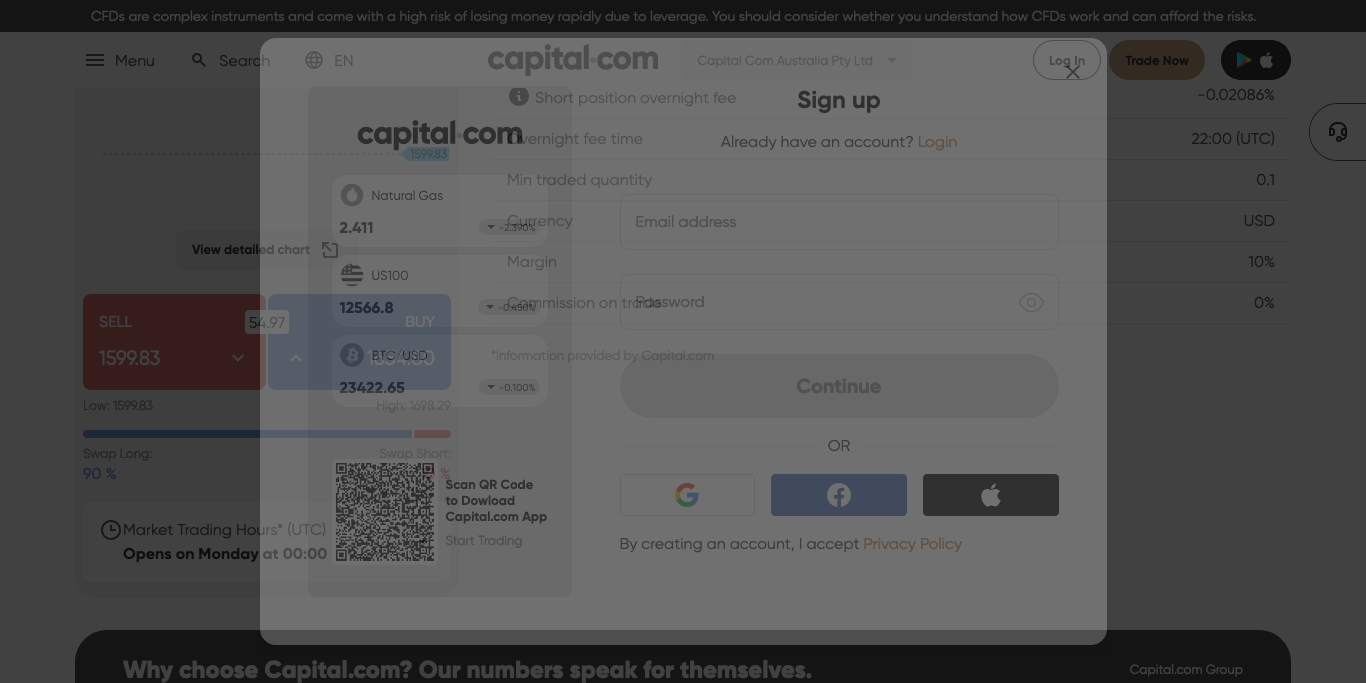 CFDs are complex instruments and come with a high risk of losing money rapidly due to leverage. You should consider whether you understand how CFDs work and can afford the risks.
Menu
Search
EN
capital.com
Capital Com Australia Pty Ltd
Log In
Trade Now
1599.83
View detailed chart
SELL
1599.83
54.97
BUY
Low: 1599.83
High: 1698.29
Swap Long:
90 %
Swap Short:
%
Market Trading Hours* (UTC)
Opens on Monday at 00:00
Short position overnight fee
-0.02086%
Overnight fee time
22:00 (UTC)
Min traded quantity
0.1
Currency
USD
Margin
10%
Commission on trade
0%
*Information provided by Capital.com
capital.com
Natural Gas
2.411
-2.390%
US100
12566.8
-0.450%
BTC/USD
23422.65
-0.100%
Scan QR Code
to Dowload
Capital.com App
Start Trading
Sign up
Already have an account? Login
Email address
Password
Continue
OR
By creating an account, I accept Privacy Policy
Why choose Capital.com? Our numbers speak for themselves.
Capital.com Group